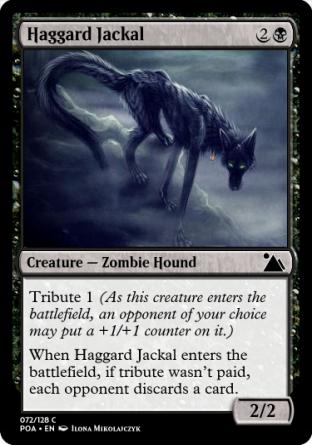 Haggard Jackal 2
Creature — Zombie Hound
Tribute 1 (As this creature enters the
battlefield, an opponent of your choice
may put a +1/+1 counter on it.)
When Haggard Jackal enters the
battlefield, if tribute wasn't paid,
each opponent discards a card.
2/2
072/128 C
POA • EN Ilona Mikolajczyk